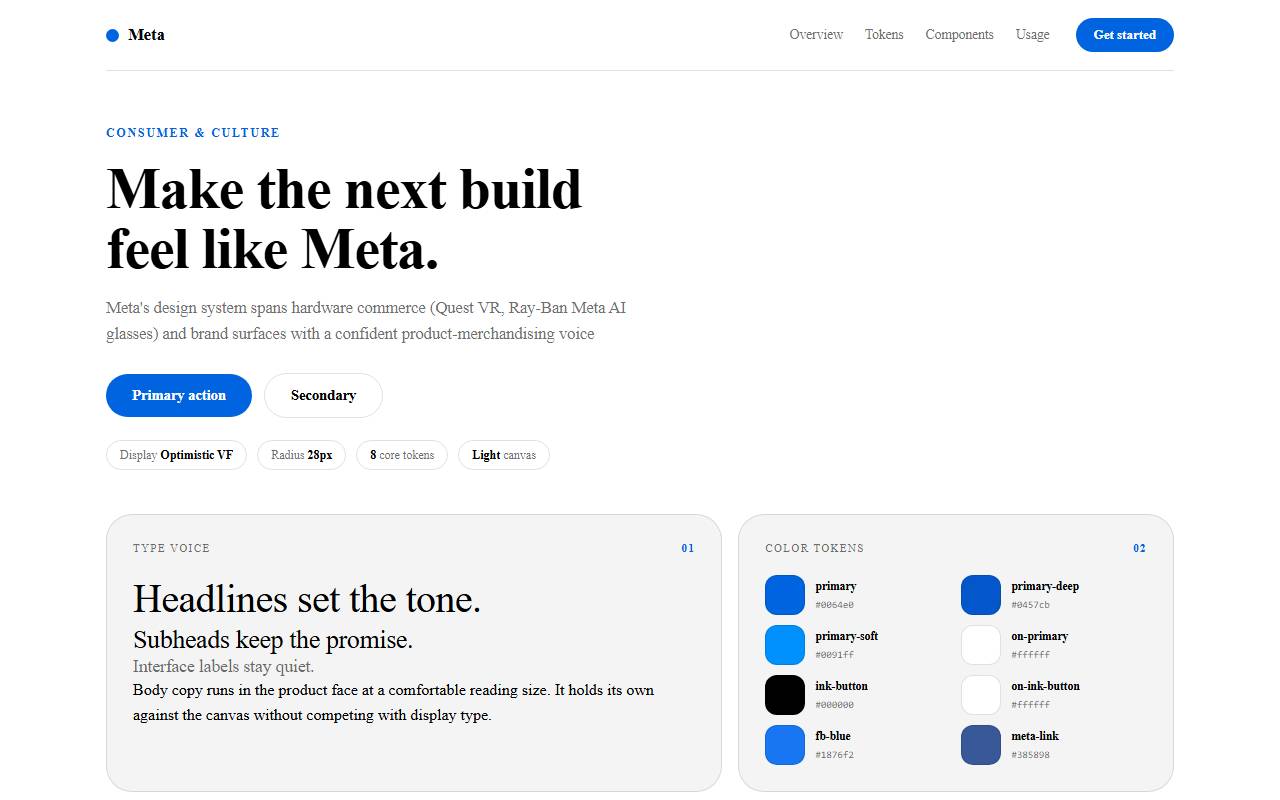 Meta
Overview Tokens Components Usage Get started
CONSUMER & CULTURE
Make the next build
feel like Meta.
Meta's design system spans hardware commerce (Quest VR, Ray-Ban Meta AI
glasses) and brand surfaces with a confident product-merchandising voice
Primary action Secondary
Display Optimistic VF Radius 28px 8 core tokens Light canvas
TYPE VOICE 01
Headlines set the tone.
Subheads keep the promise.
Interface labels stay quiet.
Body copy runs in the product face at a comfortable reading size. It holds its own
against the canvas without competing with display type.
COLOR TOKENS 02
primary
#0064e0
primary-deep
#0457cb
primary-soft
#0091ff
on-primary
#ffffff
ink-button
#000000
on-ink-button
#ffffff
fb-blue
#1876f2
meta-link
#385898